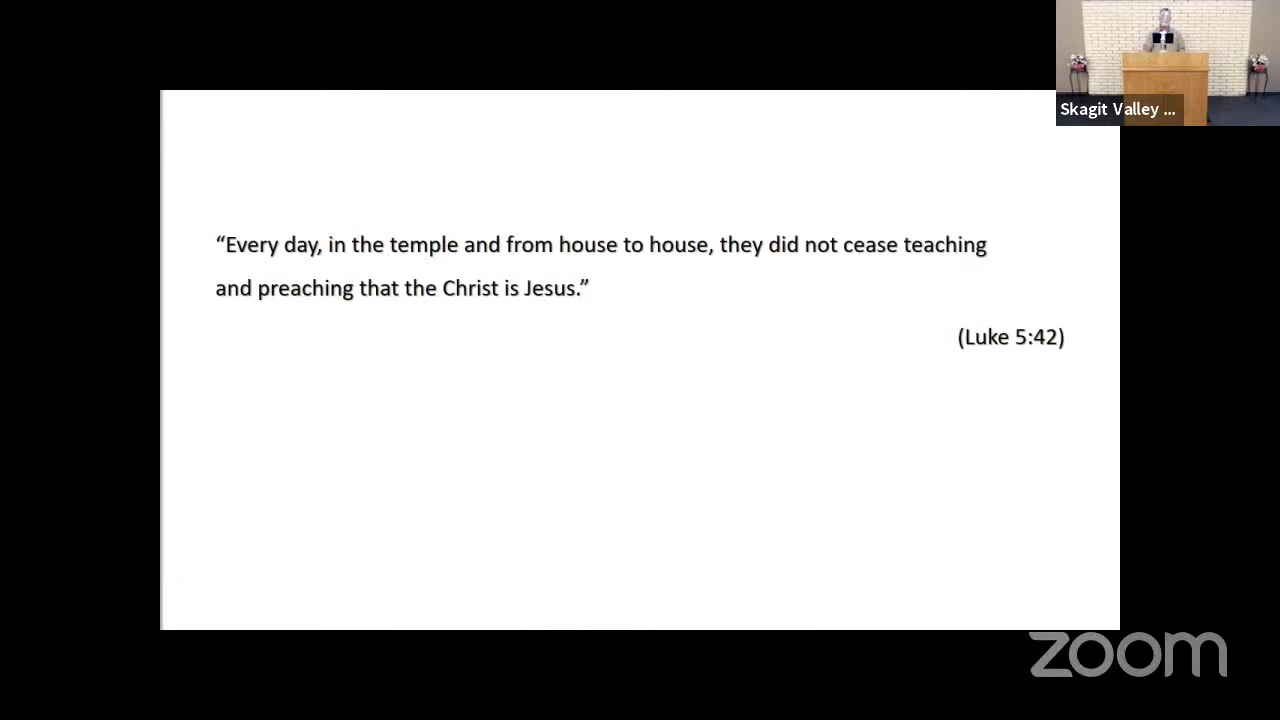 Skagit Valley ...
“Every day, in the temple and from house to house, they did not cease teaching
and preaching that the Christ is Jesus.”
(Luke 5:42)
zoom